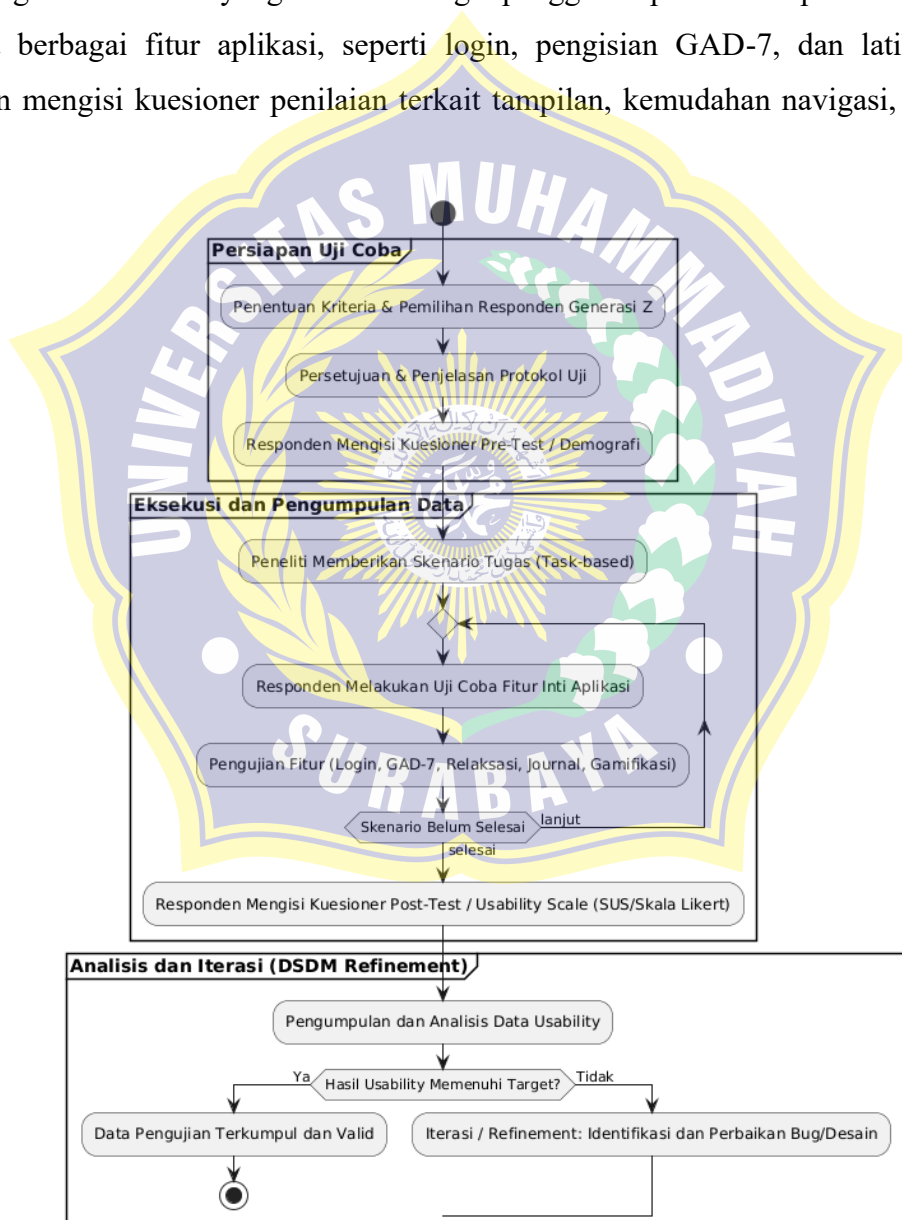 berbagai fitur aplikasi, seperti login, pengisian GAD-7, dan lati
mengisi kuesioner penilaian terkait tampilan, kemudahan navigasi,
UNIVERSITAS MUHAMMADIYAH
SURABAYA
Persiapan Uji Coba
Penentuan Kriteria & Pemilihan Responden Generasi Z
Persetujuan & Penjelasan Protokol Uji
Responden Mengisi Kuesioner Pre-Test / Demografi
Eksekusi dan Pengumpulan Data
Peneliti Memberikan Skenario Tugas (Task-based)
Responden Melakukan Uji Coba Fitur Inti Aplikasi
Pengujian Fitur (Login, GAD-7, Relaksasi, Journal, Gamifikasi)
Skenario Belum Selesai
lanjut
selesai
Responden Mengisi Kuesioner Post-Test / Usability Scale (SUS/Skala Likert)
Analisis dan Iterasi (DSDM Refinement)
Pengumpulan dan Analisis Data Usability
Ya
Hasil Usability Memenuhi Target?
Tidak
Data Pengujian Terkumpul dan Valid
Iterasi / Refinement: Identifikasi dan Perbaikan Bug/Desain